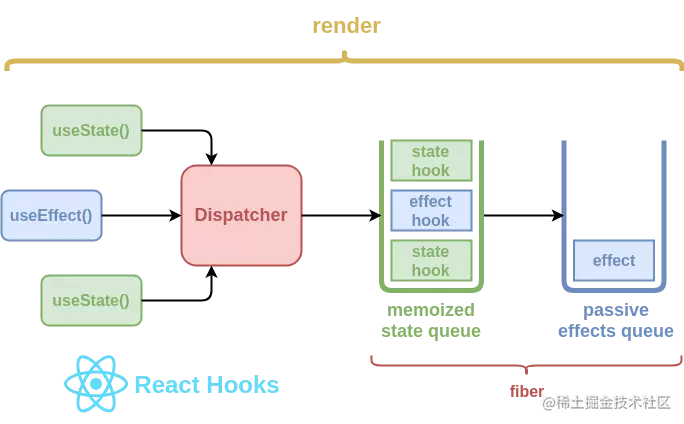 render
useState()
useEffect()
useState()
Dispatcher
state
hook
effect
hook
state
hook
effect
memoized
state queue
passive
effects queue
React Hooks
fiber
@稀土掘金技术社区